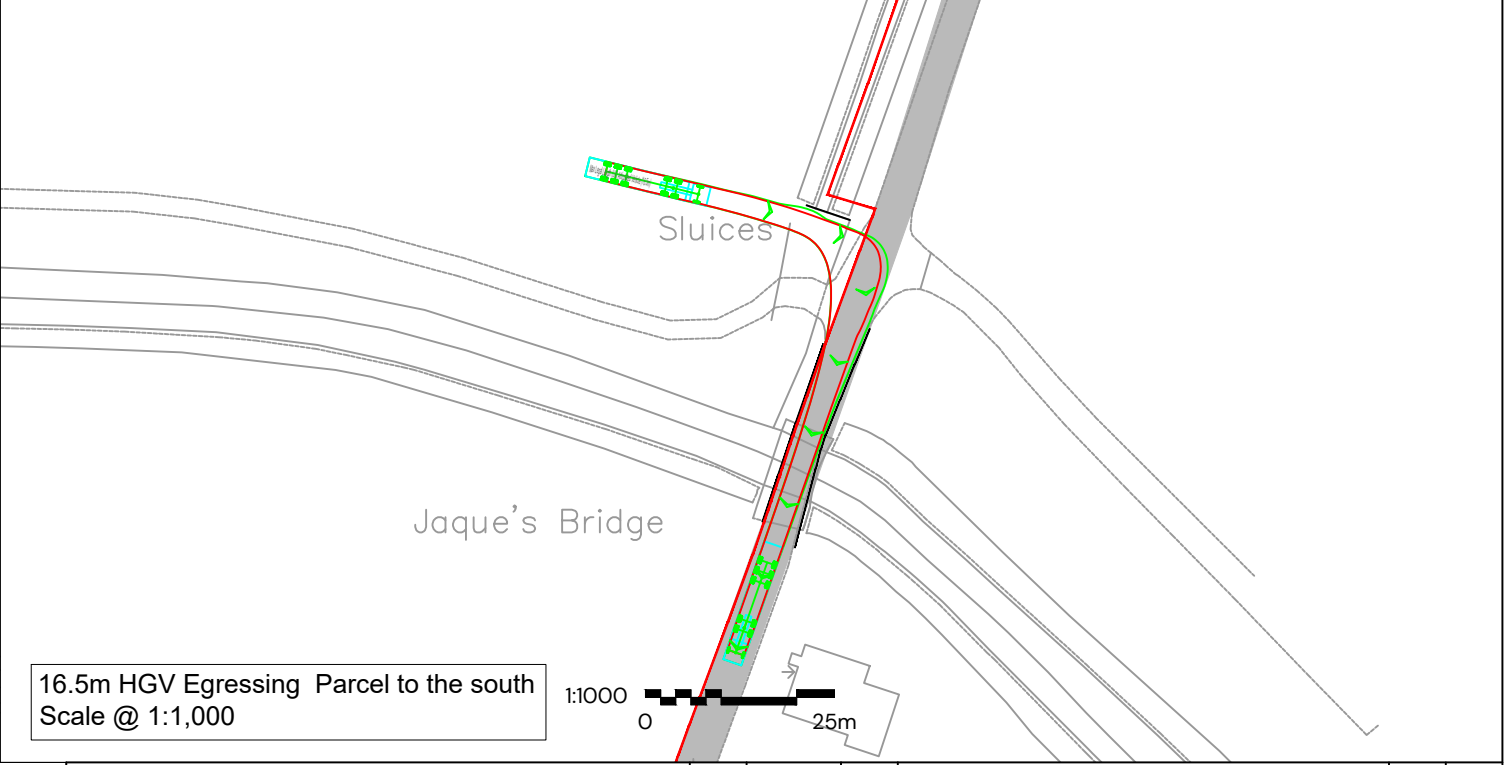 Sluices
Jaque's Bridge
16.5m HGV Egressing  Parcel to the south
Scale @ 1:1,000
1:1000
0
25m